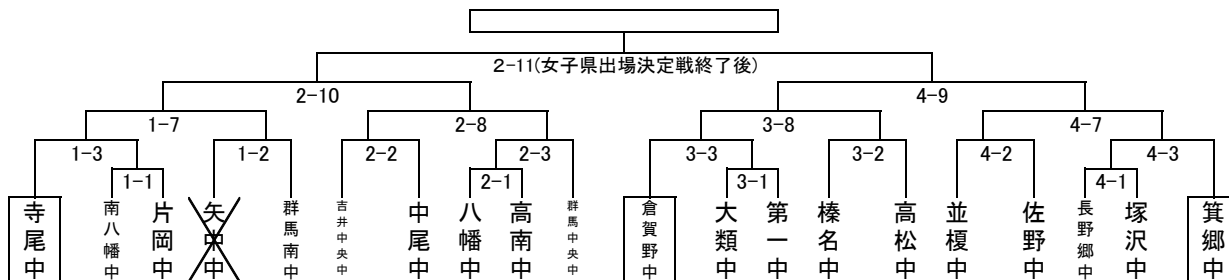 2-11(女子県出場決定戦終了後)
2-10
4-9
1-7
2-8
3-8
4-7
1-3
1-2
2-2
2-3
3-3
3-2
4-2
4-3
1-1
2-1
3-1
4-1
寺尾中
南八幡中
片岡中
矢中中
群馬南中
吉井中央中
中尾中
八幡中
高南中
群馬中央中
倉賀野中
大類中
第一中
榛名中
高松中
並榎中
佐野中
長野郷中
塚沢中
箕郷中